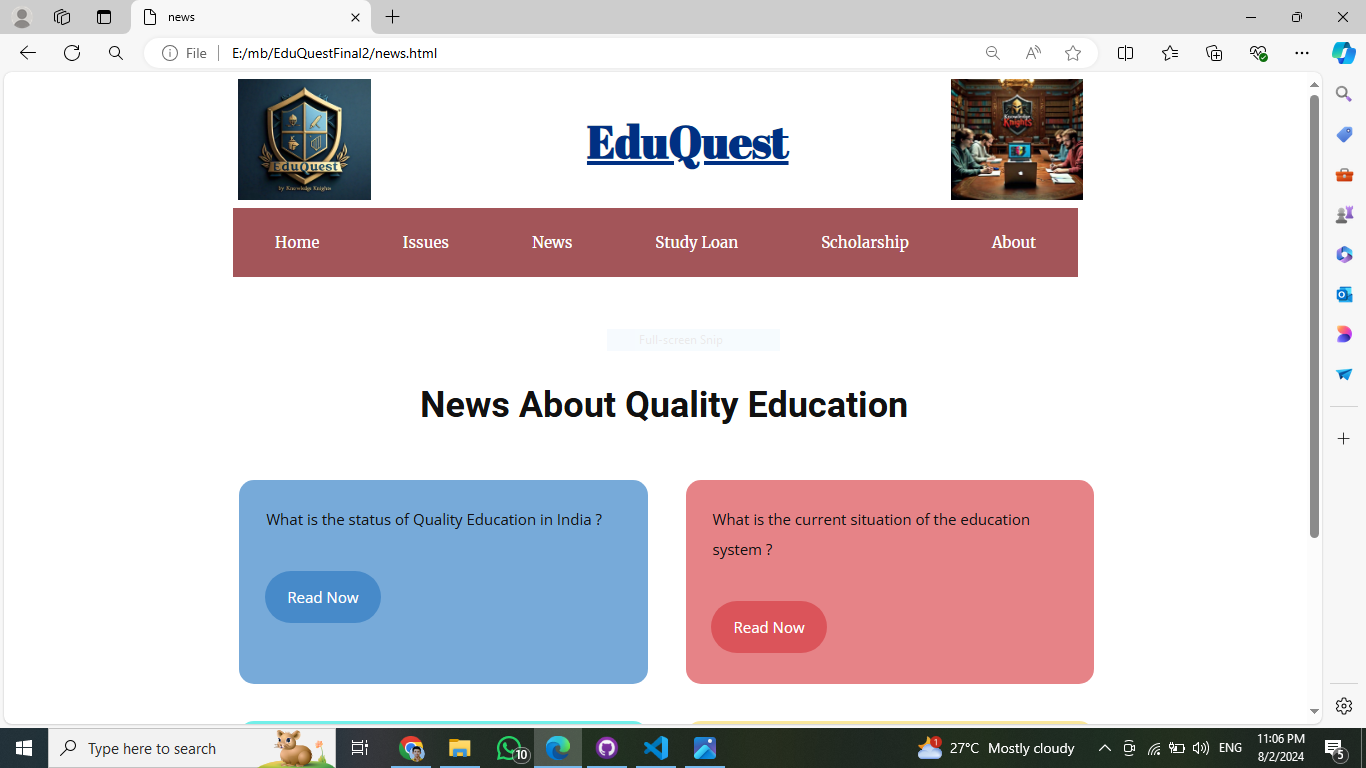 news
File
E:/mb/EduQuestFinal2/news.html
EduQuest
by Knowledge Knights
EduQuest
Knowledge
Knights
Home Issues News Study Loan Scholarship About
Full-screen Snip
News About Quality Education
What is the status of Quality Education in India ?
Read Now
What is the current situation of the education
system ?
Read Now
Type here to search
10
1
27°C Mostly cloudy
ENG
11:06 PM
8/2/2024
5